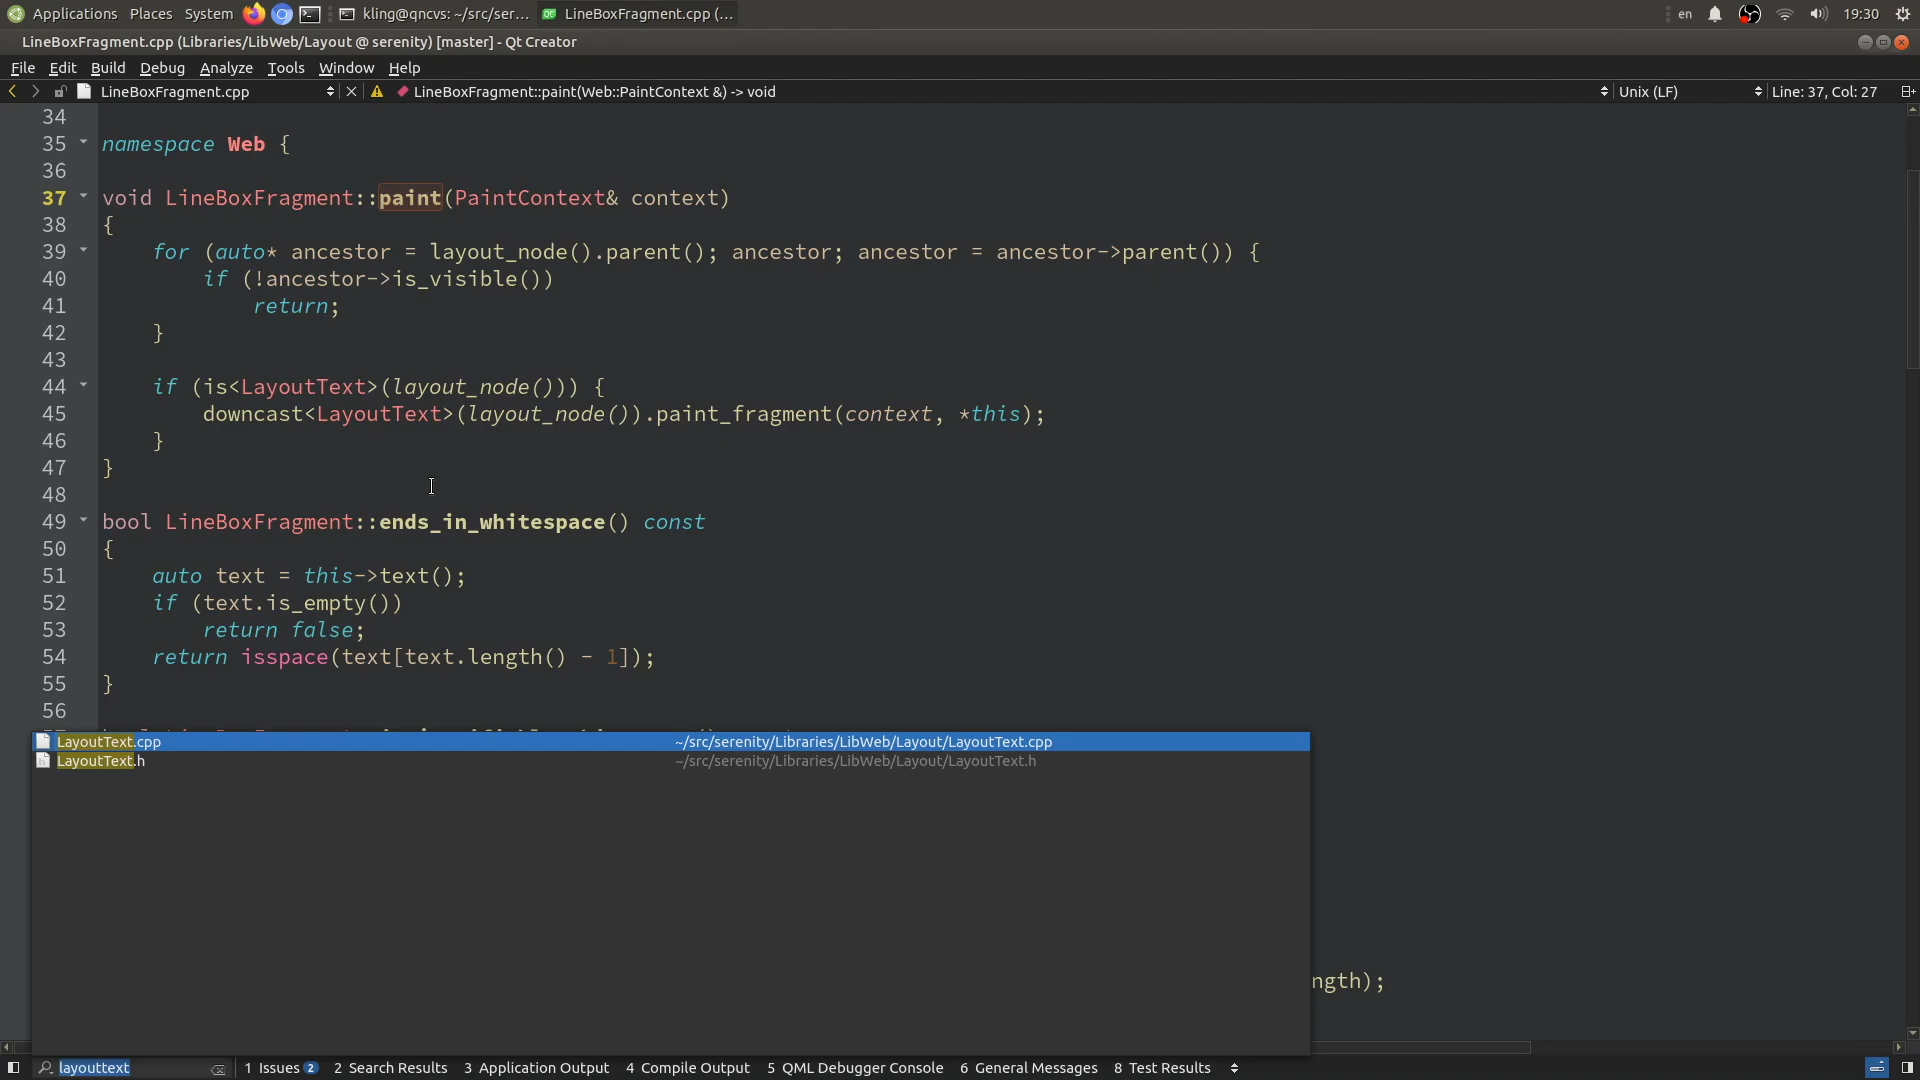 Applications Places System kling@qncvs: ~/src/ser... LineBoxFragment.cpp (... en 19:30
LineBoxFragment.cpp (Libraries/LibWeb/Layout @ serenity) [master] - Qt Creator
File Edit Build Debug Analyze Tools Window Help
LineBoxFragment.cpp LineBoxFragment::paint(Web::PaintContext &) -> void Unix (LF) Line: 37, Col: 27
34
35 namespace Web {
36
37 void LineBoxFragment::paint(PaintContext& context)
38 {
39 for (auto* ancestor = layout_node().parent(); ancestor; ancestor = ancestor->parent()) {
40 if (!ancestor->is_visible())
41 return;
42 }
43
44 if (is<LayoutText>(layout_node())) {
45 downcast<LayoutText>(layout_node()).paint_fragment(context, *this);
46 }
47 }
48
49 bool LineBoxFragment::ends_in_whitespace() const
50 {
51 auto text = this->text();
52 if (text.is_empty())
53 return false;
54 return isspace(text[text.length() - 1]);
55 }
56
LayoutText.cpp ~/src/serenity/Libraries/LibWeb/Layout/LayoutText.cpp
LayoutText.h ~/src/serenity/Libraries/LibWeb/Layout/LayoutText.h
ngth);
layouttext 1 Issues 2 2 Search Results 3 Application Output 4 Compile Output 5 QML Debugger Console 6 General Messages 8 Test Results